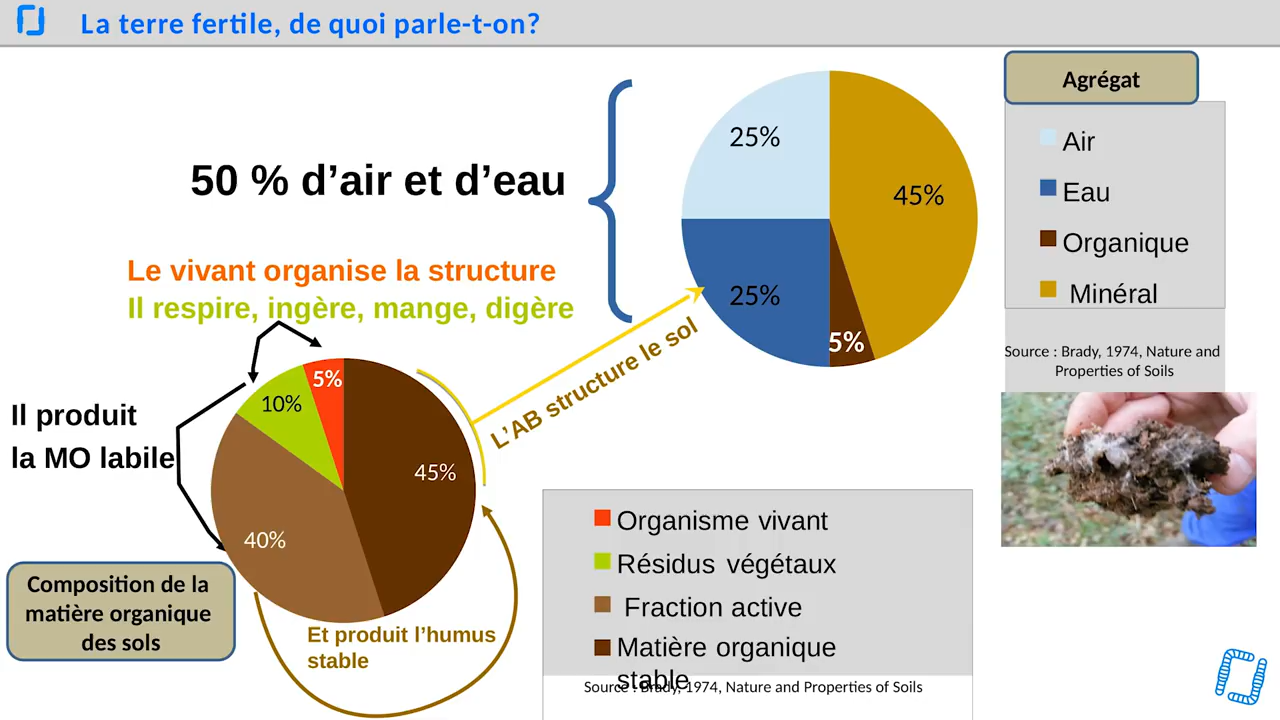 La terre fertile, de quoi parle-t-on?
Agrégat
25%
45%
25%
5%
Air
Eau
Organique
Minéral
Source : Brady, 1974, Nature and
Properties of Soils
50 % d’air et d’eau
Le vivant organise la structure
Il respire, ingère, mange, digère
L’AB structure le sol
5%
10%
45%
40%
Il produit
la MO labile
Composition de la
matière organique
des sols
Et produit l’humus
stable
Organisme vivant
Résidus végétaux
Fraction active
Matière organique
stable
Source : Brady, 1974, Nature and Properties of Soils